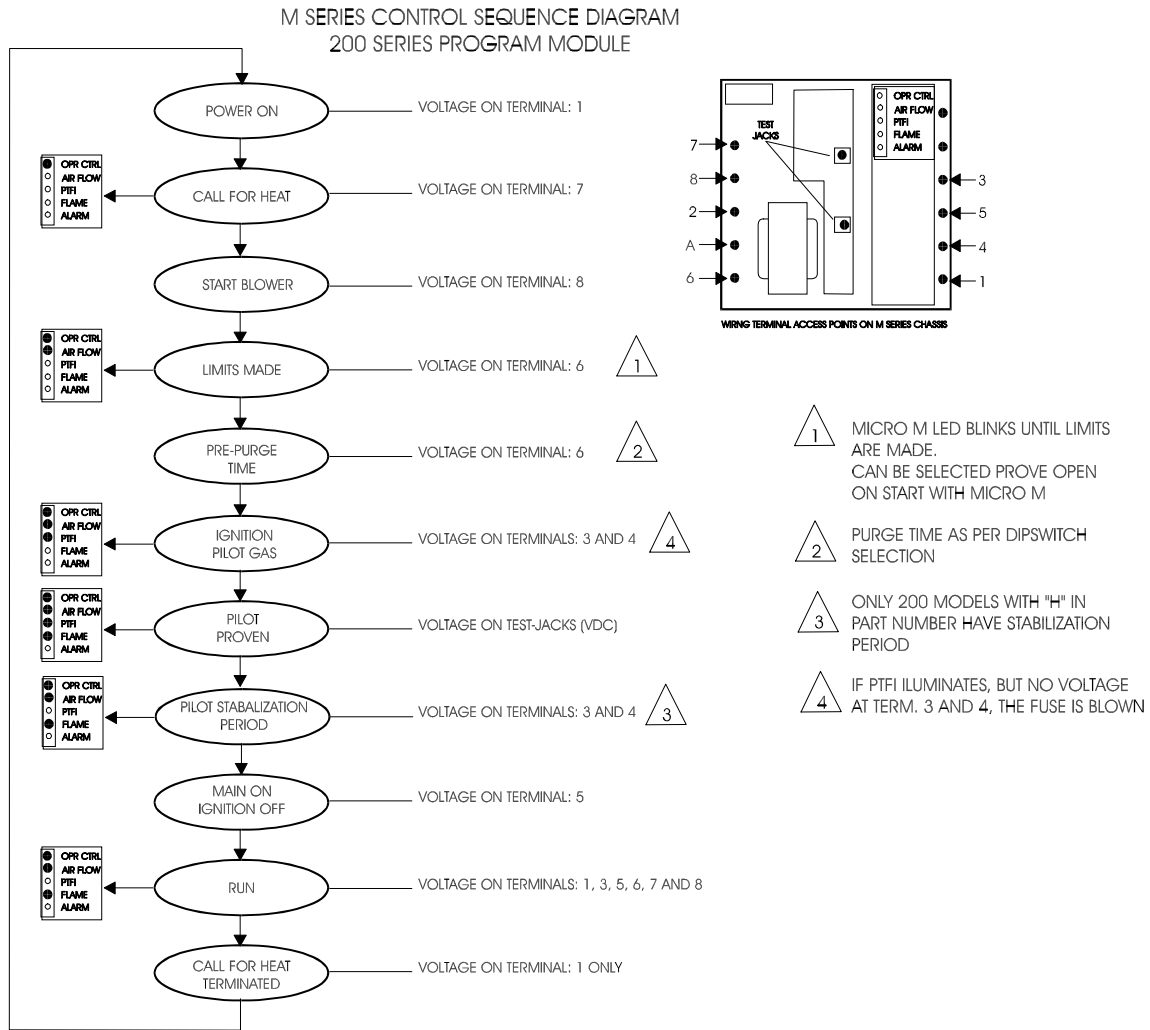 M SERIES CONTROL SEQUENCE DIAGRAM
200 SERIES PROGRAM MODULE
POWER ON
VOLTAGE ON TERMINAL: 1
OPR CTRL
AIR FLOW
PTFI
FLAME
ALARM
CALL FOR HEAT
VOLTAGE ON TERMINAL: 7
START BLOWER
VOLTAGE ON TERMINAL: 8
OPR CTRL
AIR FLOW
PTFI
FLAME
ALARM
LIMITS MADE
VOLTAGE ON TERMINAL: 6
1
PRE-PURGE
TIME
VOLTAGE ON TERMINAL: 6
2
OPR CTRL
AIR FLOW
PTFI
FLAME
ALARM
IGNITION
PILOT GAS
VOLTAGE ON TERMINALS: 3 AND 4
4
OPR CTRL
AIR FLOW
PTFI
FLAME
ALARM
PILOT
PROVEN
VOLTAGE ON TEST-JACKS (VDC)
OPR CTRL
AIR FLOW
PTFI
FLAME
ALARM
PILOT STABALIZATION
PERIOD
VOLTAGE ON TERMINALS: 3 AND 4
3
MAIN ON
IGNITION OFF
VOLTAGE ON TERMINAL: 5
OPR CTRL
AIR FLOW
PTFI
FLAME
ALARM
RUN
VOLTAGE ON TERMINALS: 1, 3, 5, 6, 7 AND 8
CALL FOR HEAT
TERMINATED
VOLTAGE ON TERMINAL: 1 ONLY
OPR CTRL
AIR FLOW
PTFI
FLAME
ALARM
TEST
JACKS
7
8
2
A
6
3
5
4
1
WIRNG TERMINAL ACCESS POINTS ON M SERIES CHASSIS
1
MICRO M LED BLINKS UNTIL LIMITS
ARE MADE.
CAN BE SELECTED PROVE OPEN
ON START WITH MICRO M
2
PURGE TIME AS PER DIPSWITCH
SELECTION
3
ONLY 200 MODELS WITH "H" IN
PART NUMBER HAVE STABILIZATION
PERIOD
4
IF PTFI ILUMINATES, BUT NO VOLTAGE
AT TERM. 3 AND 4, THE FUSE IS BLOWN